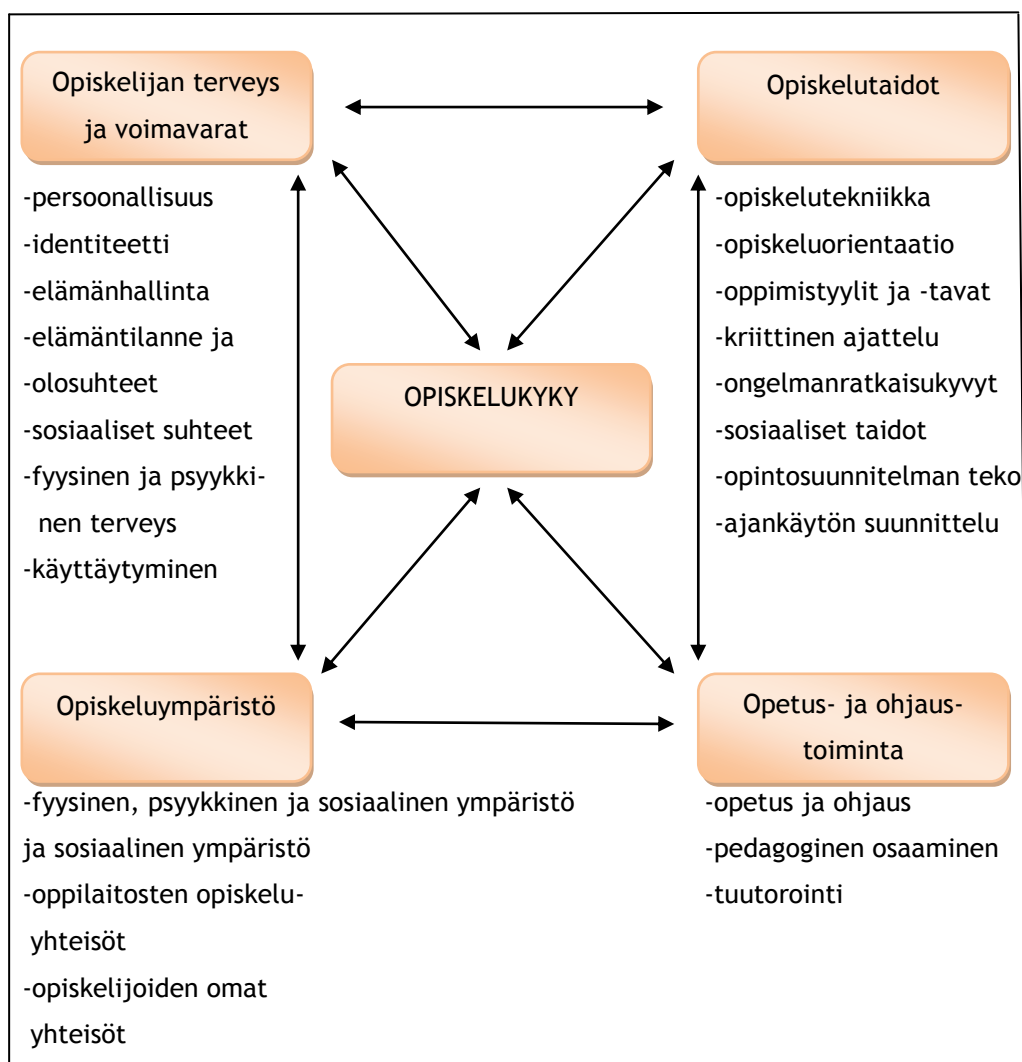 Opiskelijan terveys
ja voimavarat
-persoonallisuus
-identiteetti
-elämänhallinta
-elämäntilanne ja
-olosuhteet
-sosiaaliset suhteet
-fyysinen ja psyykki-
nen terveys
-käyttäytyminen
Opiskelutaidot
-opiskelutekniikka
-opiskeluorientaatio
-oppimistyylit ja -tavat
-kriittinen ajattelu
-ongelmanratkaisukyvyt
-sosiaaliset taidot
-opintosuunnitelman teko
-ajankäytön suunnittelu
OPISKELUKYKY
Opiskeluympäristö
-fyysinen, psyykkinen ja sosiaalinen ympäristö
ja sosiaalinen ympäristö
-oppilaitosten opiskelu-
yhteisöt
-opiskelijoiden omat
yhteisöt
Opetus- ja ohjaus-
toiminta
-opetus ja ohjaus
-pedagoginen osaaminen
-tuutorointi